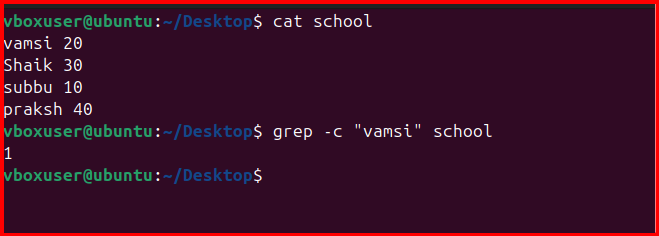 vboxuser@ubuntu:~/Desktop$ cat school
vamsi 20
Shaik 30
subbu 10
praksh 40
vboxuser@ubuntu:~/Desktop$ grep -c "vamsi" school
1
vboxuser@ubuntu:~/Desktop$